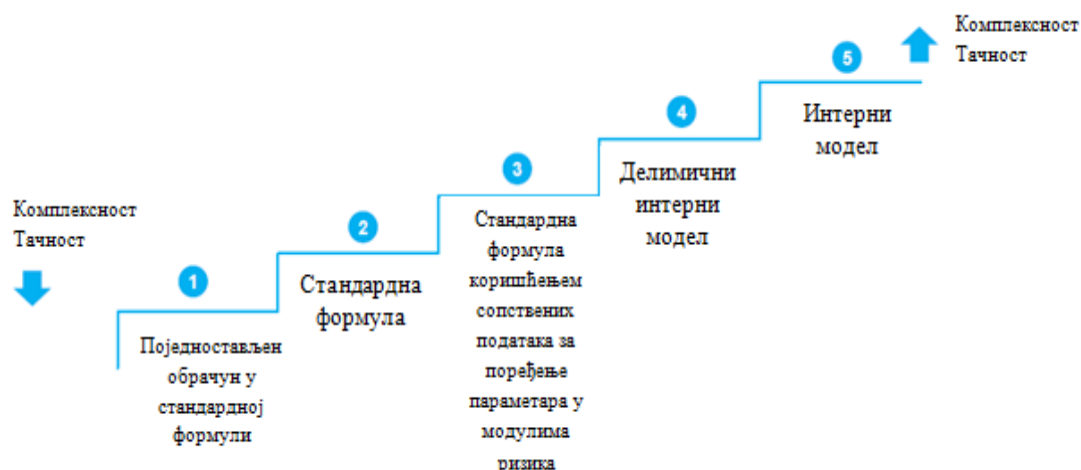 Комплексност
Тачност
1
Поједностављен
обрачун у
стандардној
формули
2
Стандардна
формула
3
Стандардна
формула
коришћењем
сопствених
података за
поређење
параметара у
модулима
ризика
4
Делимични
интерни
модел
5
Интерни
модел
Комплексност
Тачност